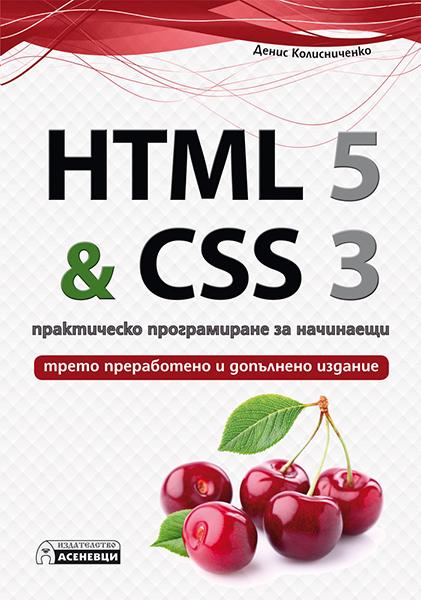 Денис Колисниченко
HTML 5
& CSS 3
практическо програмиране за начинаещи
трето преработено и допълнено издание
ИЗДАТЕЛСТВО
АСЕНЕВЦИ